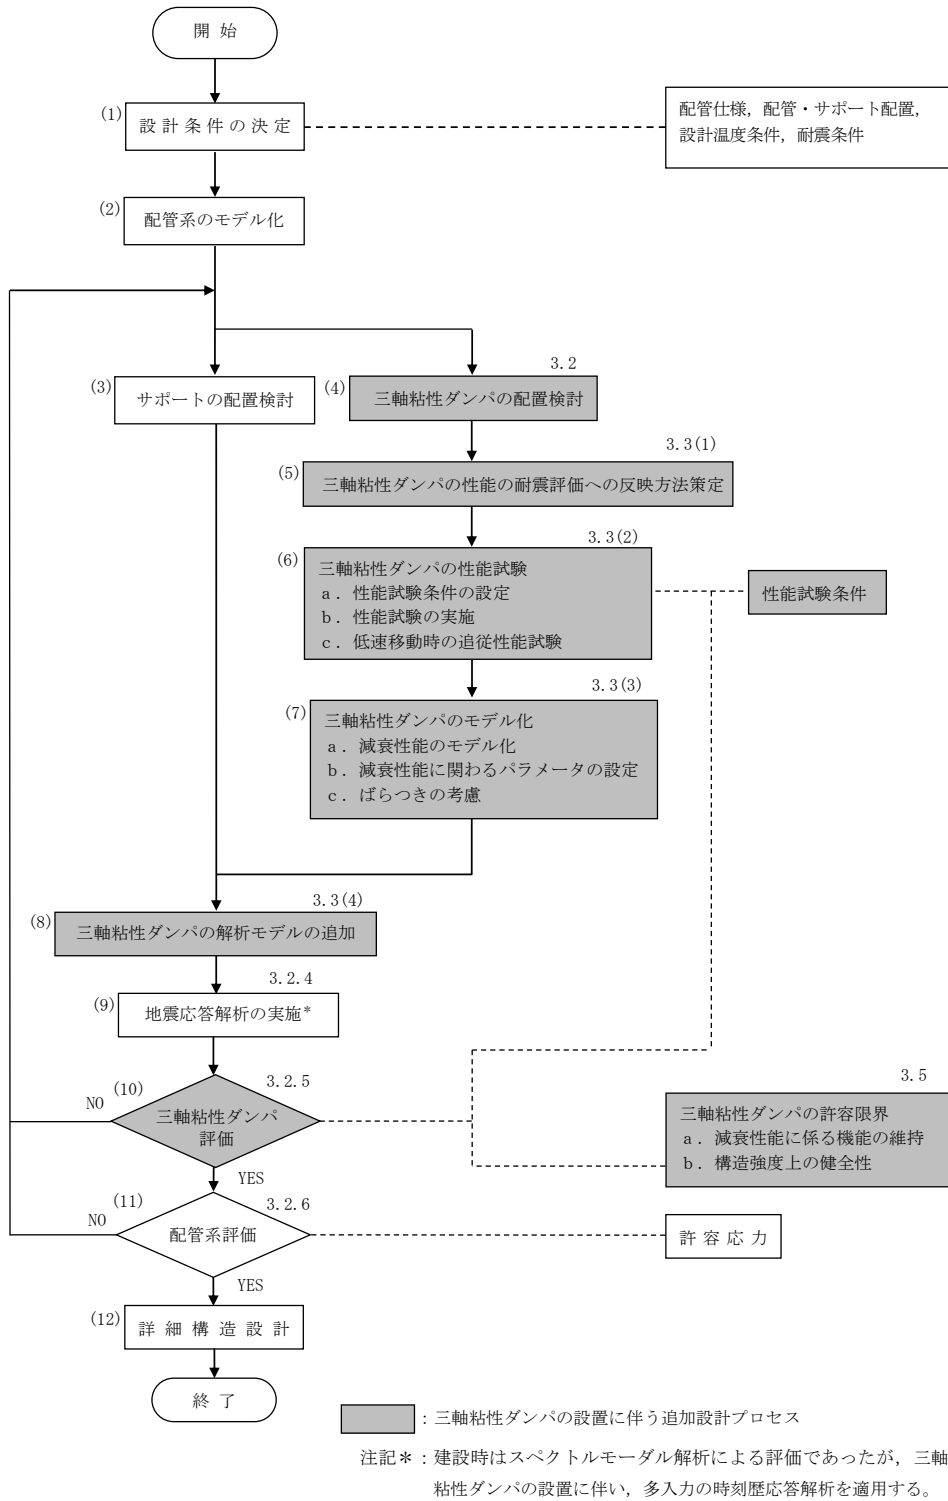 開 始
(1)
設 計 条 件 の 決 定
配管仕様，配管・サポート配置，
設計温度条件，耐震条件
(2)
配管系のモデル化
(3)
サポートの配置検討
3.2
(4)
三軸粘性ダンパの配置検討
3.3(1)
(5)
三軸粘性ダンパの性能の耐震評価への反映方法策定
3.3(2)
(6)
三軸粘性ダンパの性能試験
a．性能試験条件の設定
b．性能試験の実施
c．低速移動時の追従性能試験
性能試験条件
3.3(3)
(7)
三軸粘性ダンパのモデル化
a．減衰性能のモデル化
b．減衰性能に関わるパラメータの設定
c．ばらつきの考慮
3.3(4)
(8)
三軸粘性ダンパの解析モデルの追加
3.2.4
(9)
地震応答解析の実施*
3.2.5
(10)
NO
三軸粘性ダンパ
評価
YES
3.5
三軸粘性ダンパの許容限界
a．減衰性能に係る機能の維持
b．構造強度上の健全性
3.2.6
(11)
NO
配管系評価
YES
許 容 応 力
(12)
詳 細 構 造 設 計
終 了
：三軸粘性ダンパの設置に伴う追加設計プロセス
注記＊：建設時はスペクトルモーダル解析による評価であったが，三軸
粘性ダンパの設置に伴い，多入力の時刻歴応答解析を適用する。